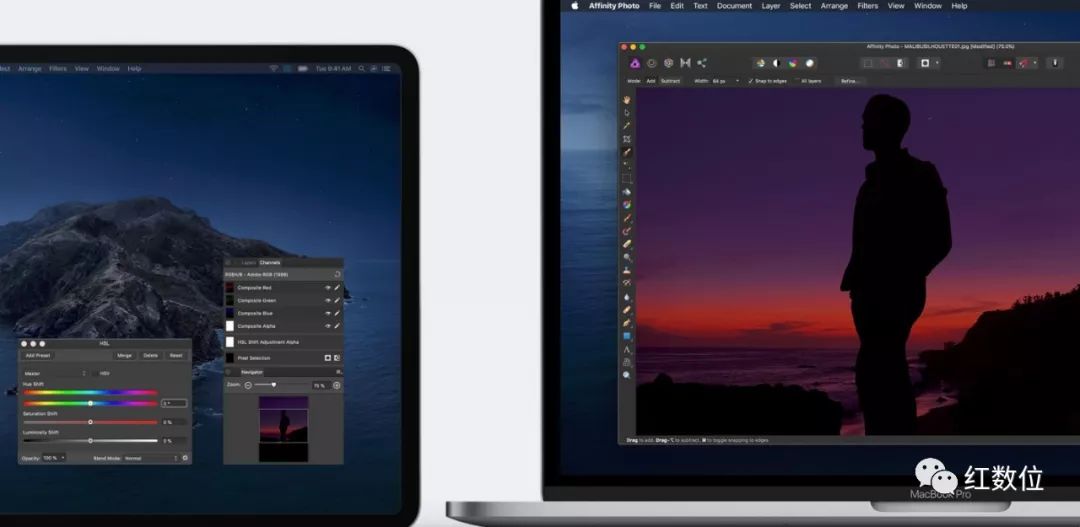 Arrange Filters View Window Help
Tue 9:41 AM
Layers Channels
RGBA/8 - Adobe RGB (1998)
Composite Red
Composite Green
Composite Blue
Composite Alpha
HSL Shift Adjustment Alpha
Pixel Selection
Navigator
Zoom: 75 %
HSL
Add Preset Merge Delete Reset
Master HSV
Hue Shift
0 °
Saturation Shift
0 %
Luminosity Shift
0 %
Opacity: 100 % Blend Mode: Normal
Affinity Photo File Edit Text Document Layer Select Arrange Filters View Window Help
Affinity Photo - MALIBUSILHOUETTE01.jpg [Modified] (70.0%)
Mode: Add Subtract Width: 64 px Snap to edges All layers Refine...
Drag to add. Drag-⌥ to subtract. ⌘ to toggle snapping to edges.
MacBook Pro
红数位